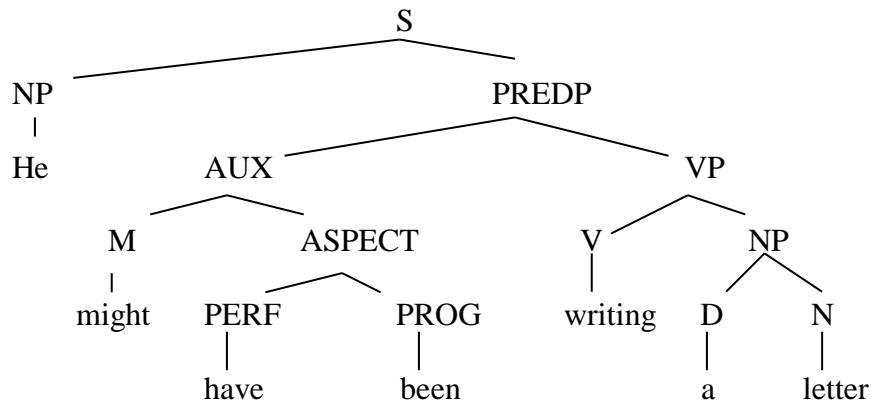 S
NP PREDP
He AUX VP
M ASPECT V NP
might PERF PROG writing D N
have been a letter